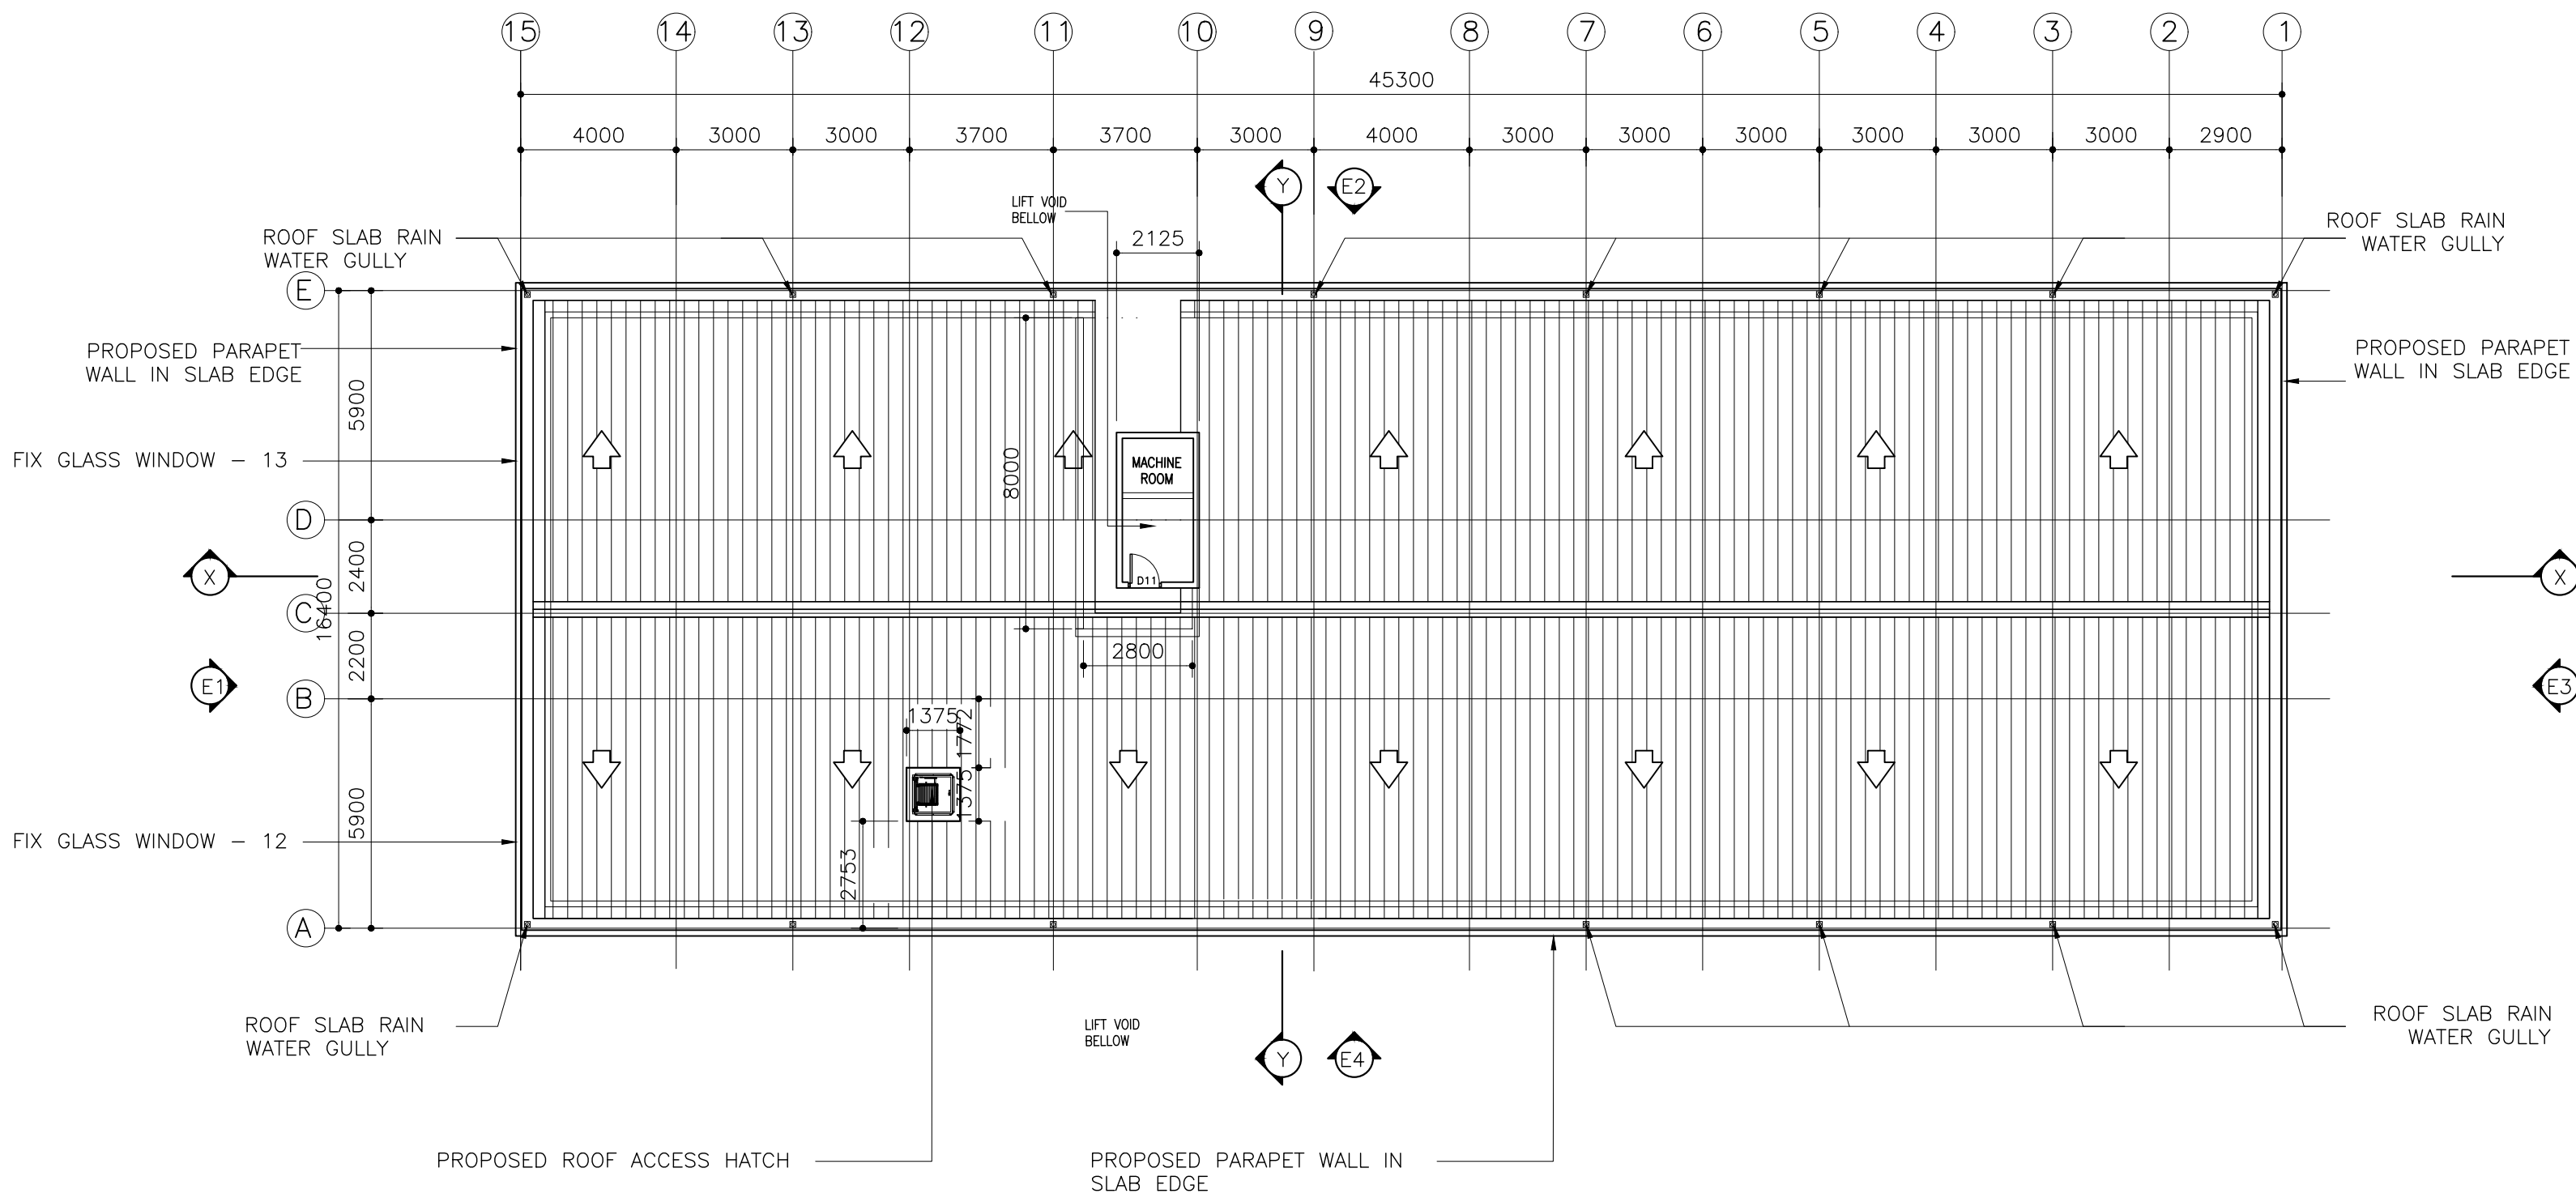 15 14 13 12 11 10 9 8 7 6 5 4 3 2 1
45300
4000 3000 3000 3700 3700 3000 4000 3000 3000 3000 3000 3000 3000 2900
Y E2
LIFT VOID
BELLOW
2125
ROOF SLAB RAIN
WATER GULLY
ROOF SLAB RAIN
WATER GULLY
E
PROPOSED PARAPET
WALL IN SLAB EDGE
PROPOSED PARAPET
WALL IN SLAB EDGE
5900
FIX GLASS WINDOW - 13
8000
MACHINE
ROOM
D
2400
X
D11
X
16400
C
2200
2800
E1
E3
B
1375
1772
1375
5900
2753
FIX GLASS WINDOW - 12
A
ROOF SLAB RAIN
WATER GULLY
LIFT VOID
BELLOW
Y E4
ROOF SLAB RAIN
WATER GULLY
PROPOSED ROOF ACCESS HATCH
PROPOSED PARAPET WALL IN
SLAB EDGE